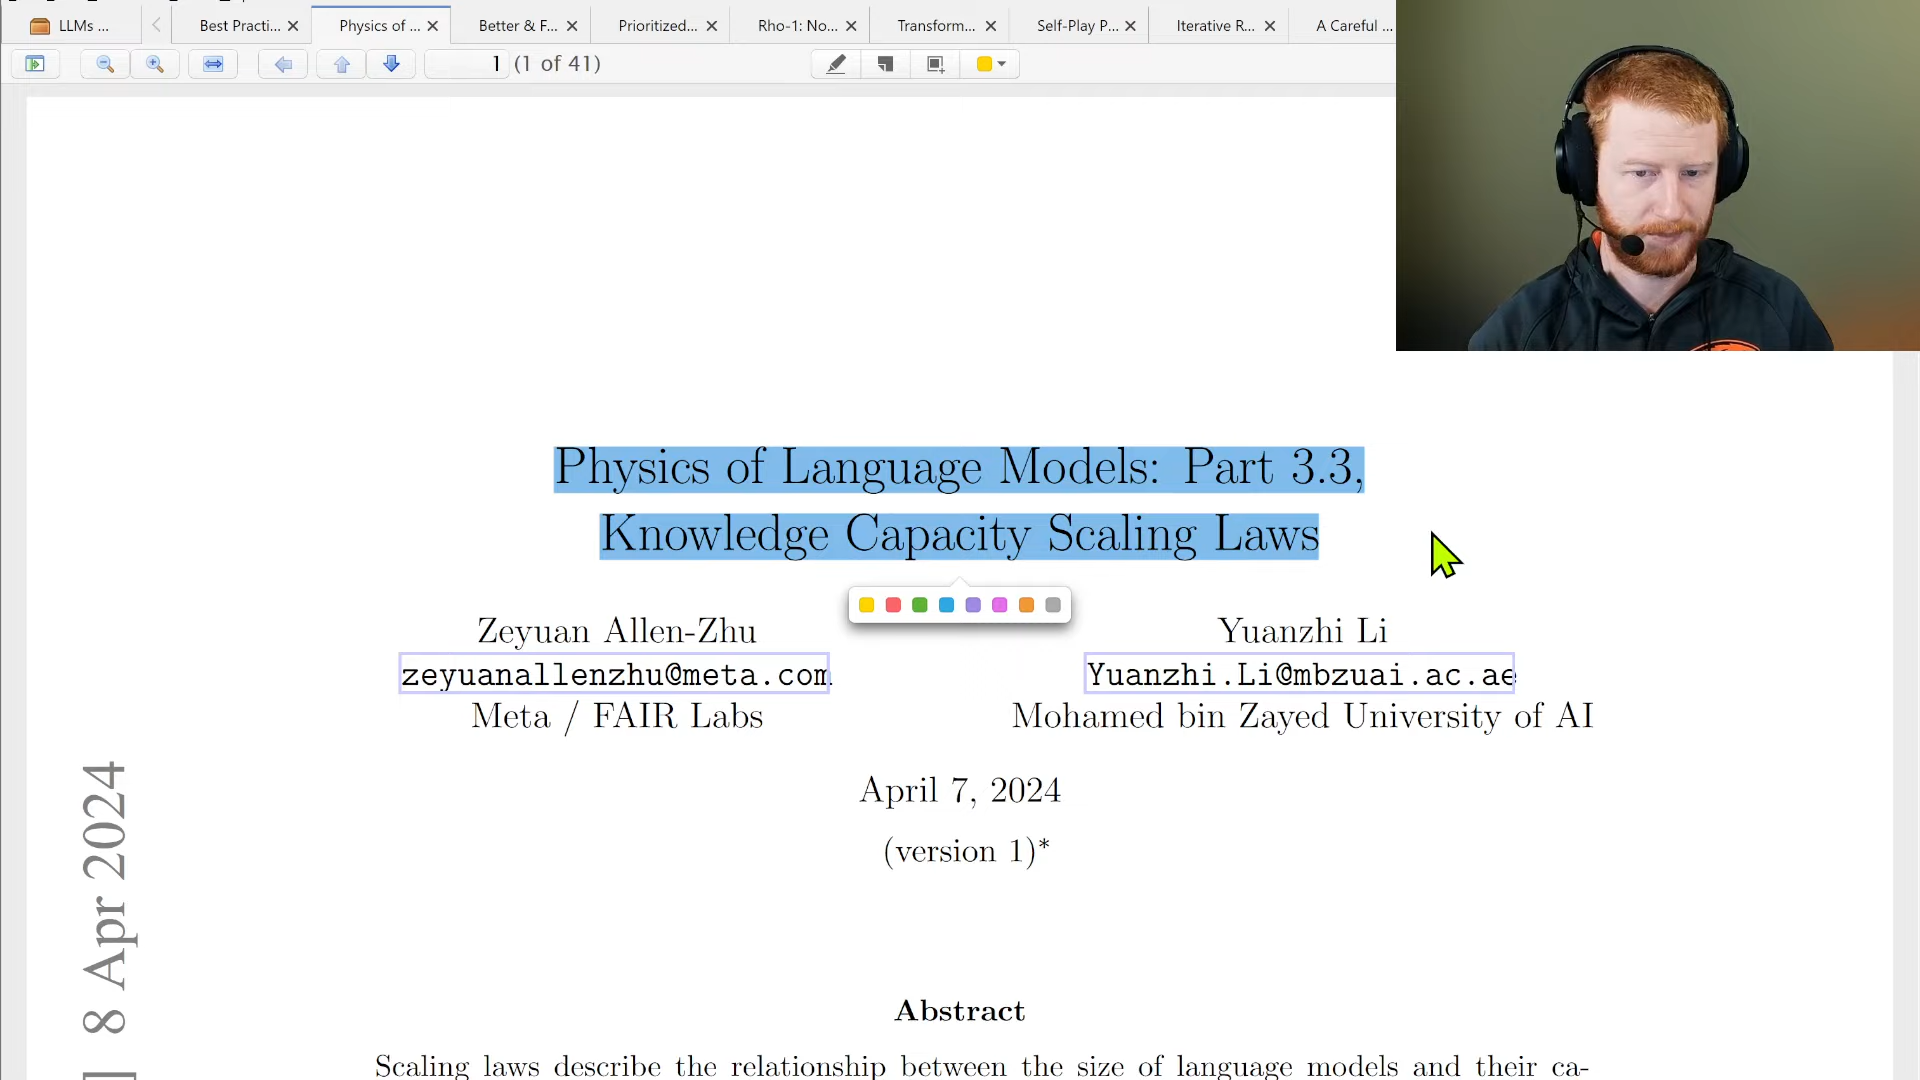 LLMs ...
Best Practi...
Physics of ...
Better & F...
Prioritized...
Rho-1: No...
Transform...
Self-Play P...
Iterative R...
A Careful ...
1 (1 of 41)
Physics of Language Models: Part 3.3,
Knowledge Capacity Scaling Laws
Zeyuan Allen-Zhu
zeyuanallenzhu@meta.com
Meta / FAIR Labs
Yuanzhi Li
Yuanzhi.Li@mbzuai.ac.ae
Mohamed bin Zayed University of AI
April 7, 2024
(version 1)*
] 8 Apr 2024
Abstract
Scaling laws describe the relationship between the size of language models and their ca-